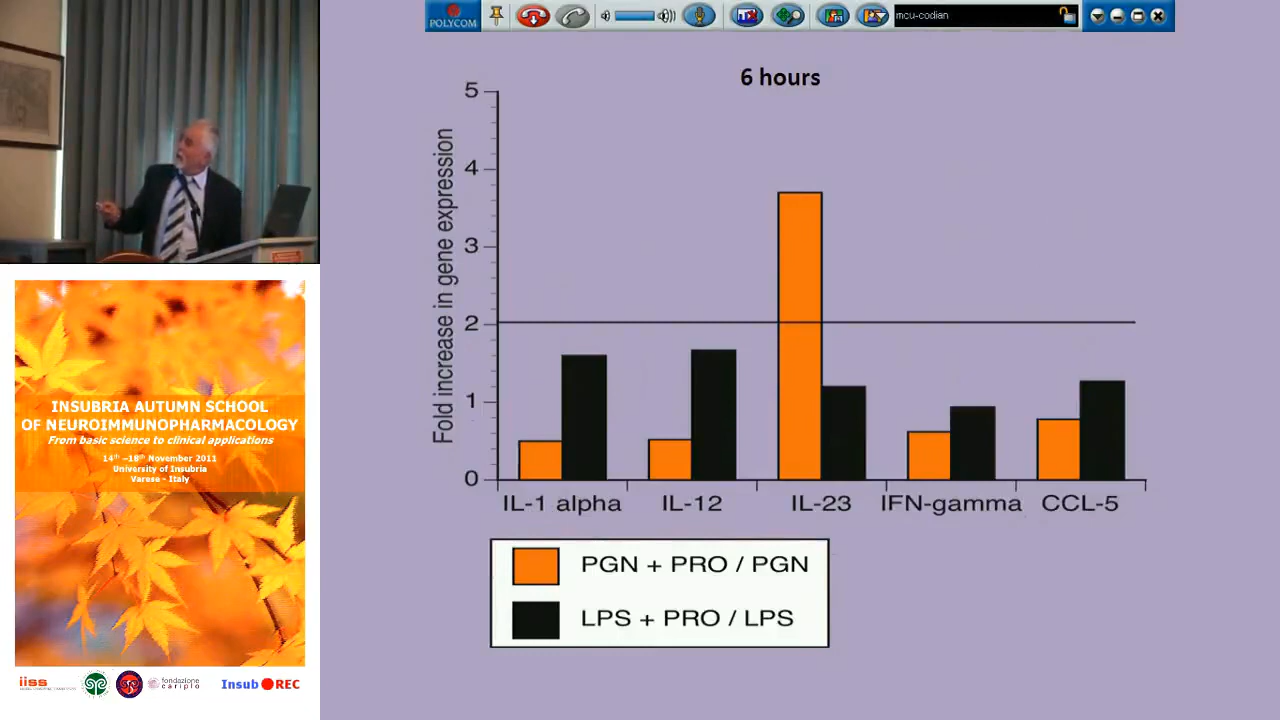 POLYCOM
mcu-codian
6 hours
Fold increase in gene expression
5
4
3
2
1
0
IL-1 alpha
IL-12
IL-23
IFN-gamma
CCL-5
PGN + PRO / PGN
LPS + PRO / LPS
INSUBRIA AUTUMN SCHOOL
OF NEUROIMMUNOPHARMACOLOGY
From basic science to clinical applications
14th –18th November 2011
University of Insubria
Varese - Italy
iiss
fondazione
cariplo
Insub REC